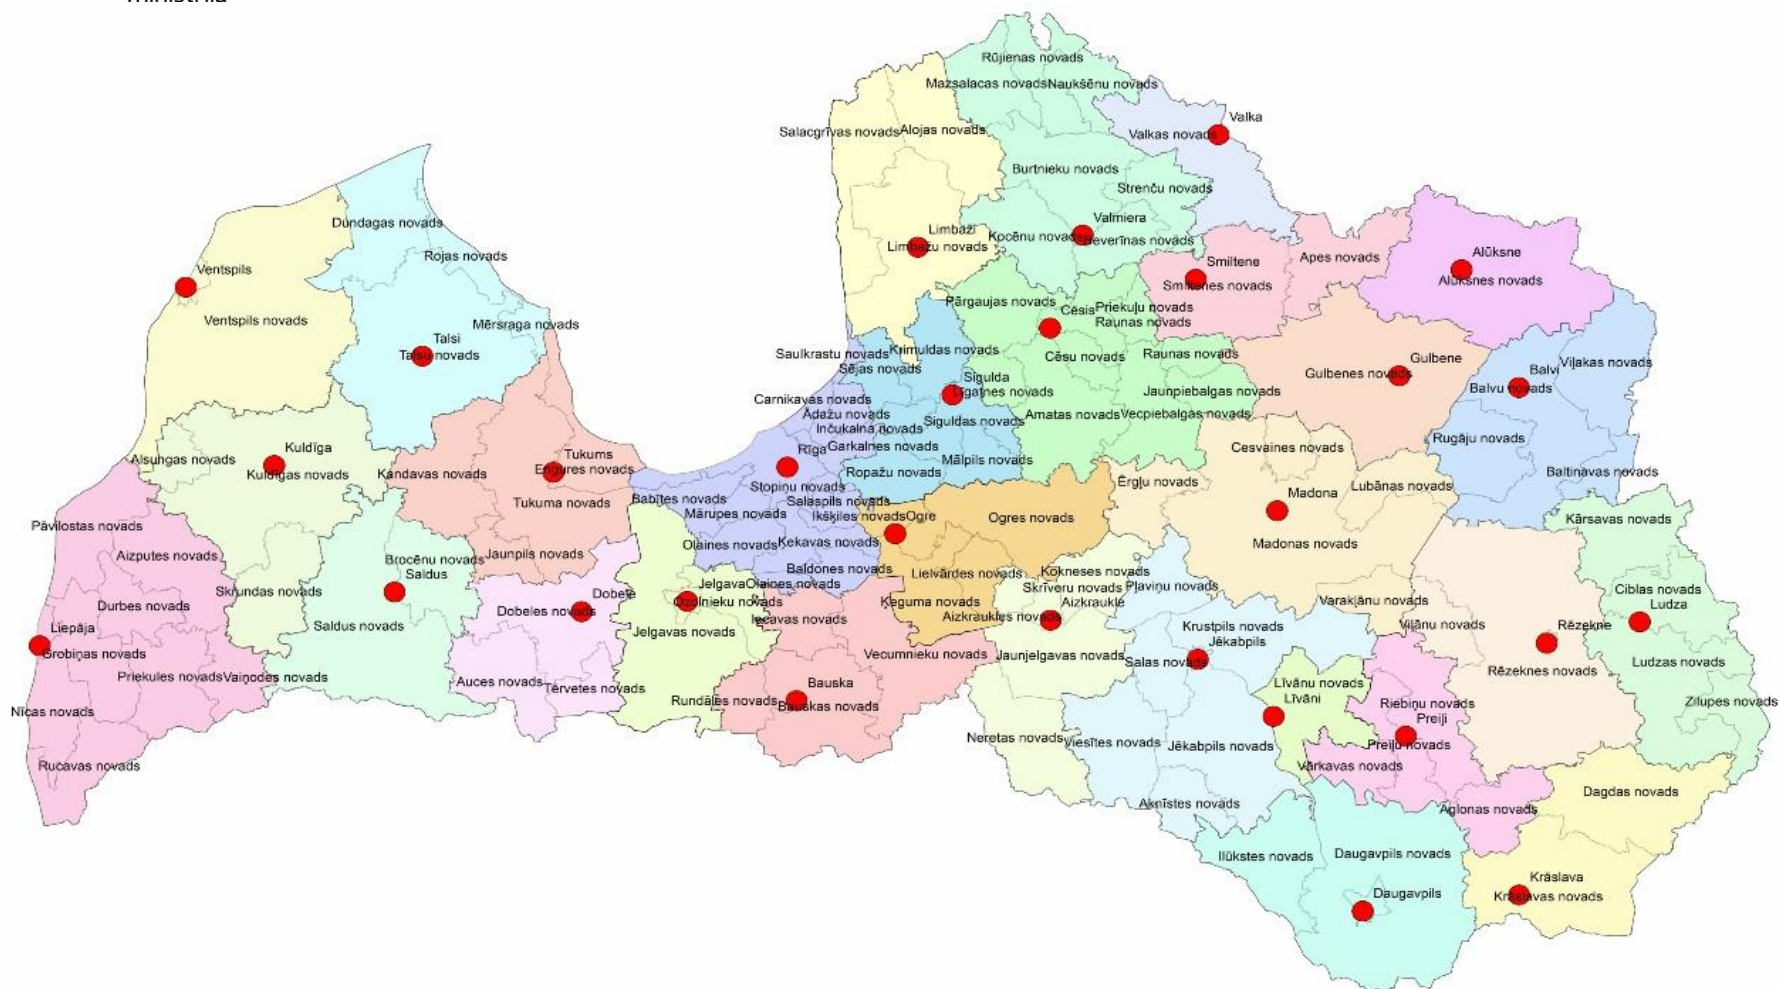 Rūjienas novads
Mazsalacas novads
Naukšēnu novads
Valka
Salacgrīvas novads
Alojas novads
Valkas novads
Burtnieku novads
Strenču novads
Dundagas novads
Valmiera
Limbaži
Kocēnu novads
Beverīnas novads
Limbažu novads
Rojas novads
Apes novads
Alūksne
Smiltene
Alūksnes novads
Ventspils
Smiltenes novads
Pārgaujas novads
Cēsis
Priekuļu novads
Ventspils novads
Mērsraga novads
Raunas novads
Talsi
Talsu novads
Saulkrastu novads
Krimuldas novads
Cēsu novads
Raunas novads
Gulbene
Viļakas novads
Sējas novads
Sigulda
Gulbenes novads
Balvi
Balvu novads
Līgatnes novads
Jaunpiebalgas novads
Carnikavas novads
Ādažu novads
Amatas novads
Vecpiebalgas novads
Inčukalna novads
Siguldas novads
Rugāju novads
Kuldīga
Garkalnes novads
Cesvaines novads
Rīga
Tukums
Alsungas novads
Mālpils novads
Baltinavas novads
Kuldīgas novads
Kandavas novads
Engures novads
Ropažu novads
Ērgļu novads
Lubānas novads
Stopiņu novads
Madona
Babītes novads
Salaspils novads
Tukuma novads
Mārupes novads
Ikšķiles novads
Ogre
Ogres novads
Kārsavas novads
Pāvilostas novads
Ķekavas novads
Madonas novads
Aizputes novads
Jaunpils novads
Olaines novads
Brocēnu novads
Baldones novads
Lielvārdes novads
Kokneses novads
Saldus
Jelgava
Olaines novads
Skrīveru novads
Pļaviņu novads
Ciblas novads
Skrundas novads
Dobele
Ozolnieku novads
Ķeguma novads
Aizkraukle
Varakļānu novads
Ludza
Durbes novads
Dobeles novads
Iecavas novads
Aizkraukles novads
Viļānu novads
Liepāja
Saldus novads
Jelgavas novads
Krustpils novads
Rēzekne
Grobiņas novads
Vecumnieku novads
Jaunjelgavas novads
Jēkabpils
Salas novads
Ludzas novads
Priekules novads
Vaiņodes novads
Auces novads
Tērvetes novads
Bauska
Līvānu novads
Rēzeknes novads
Rundāles novads
Bauskas novads
Līvāni
Riebiņu novads
Zilupes novads
Nīcas novads
Preiļi
Neretas novads
Viesītes novads
Jēkabpils novads
Preiļu novads
Rucavas novads
Vārkavas novads
Aknīstes novads
Aglonas novads
Dagdas novads
Ilūkstes novads
Daugavpils novads
Krāslava
Daugavpils
Krāslavas novads